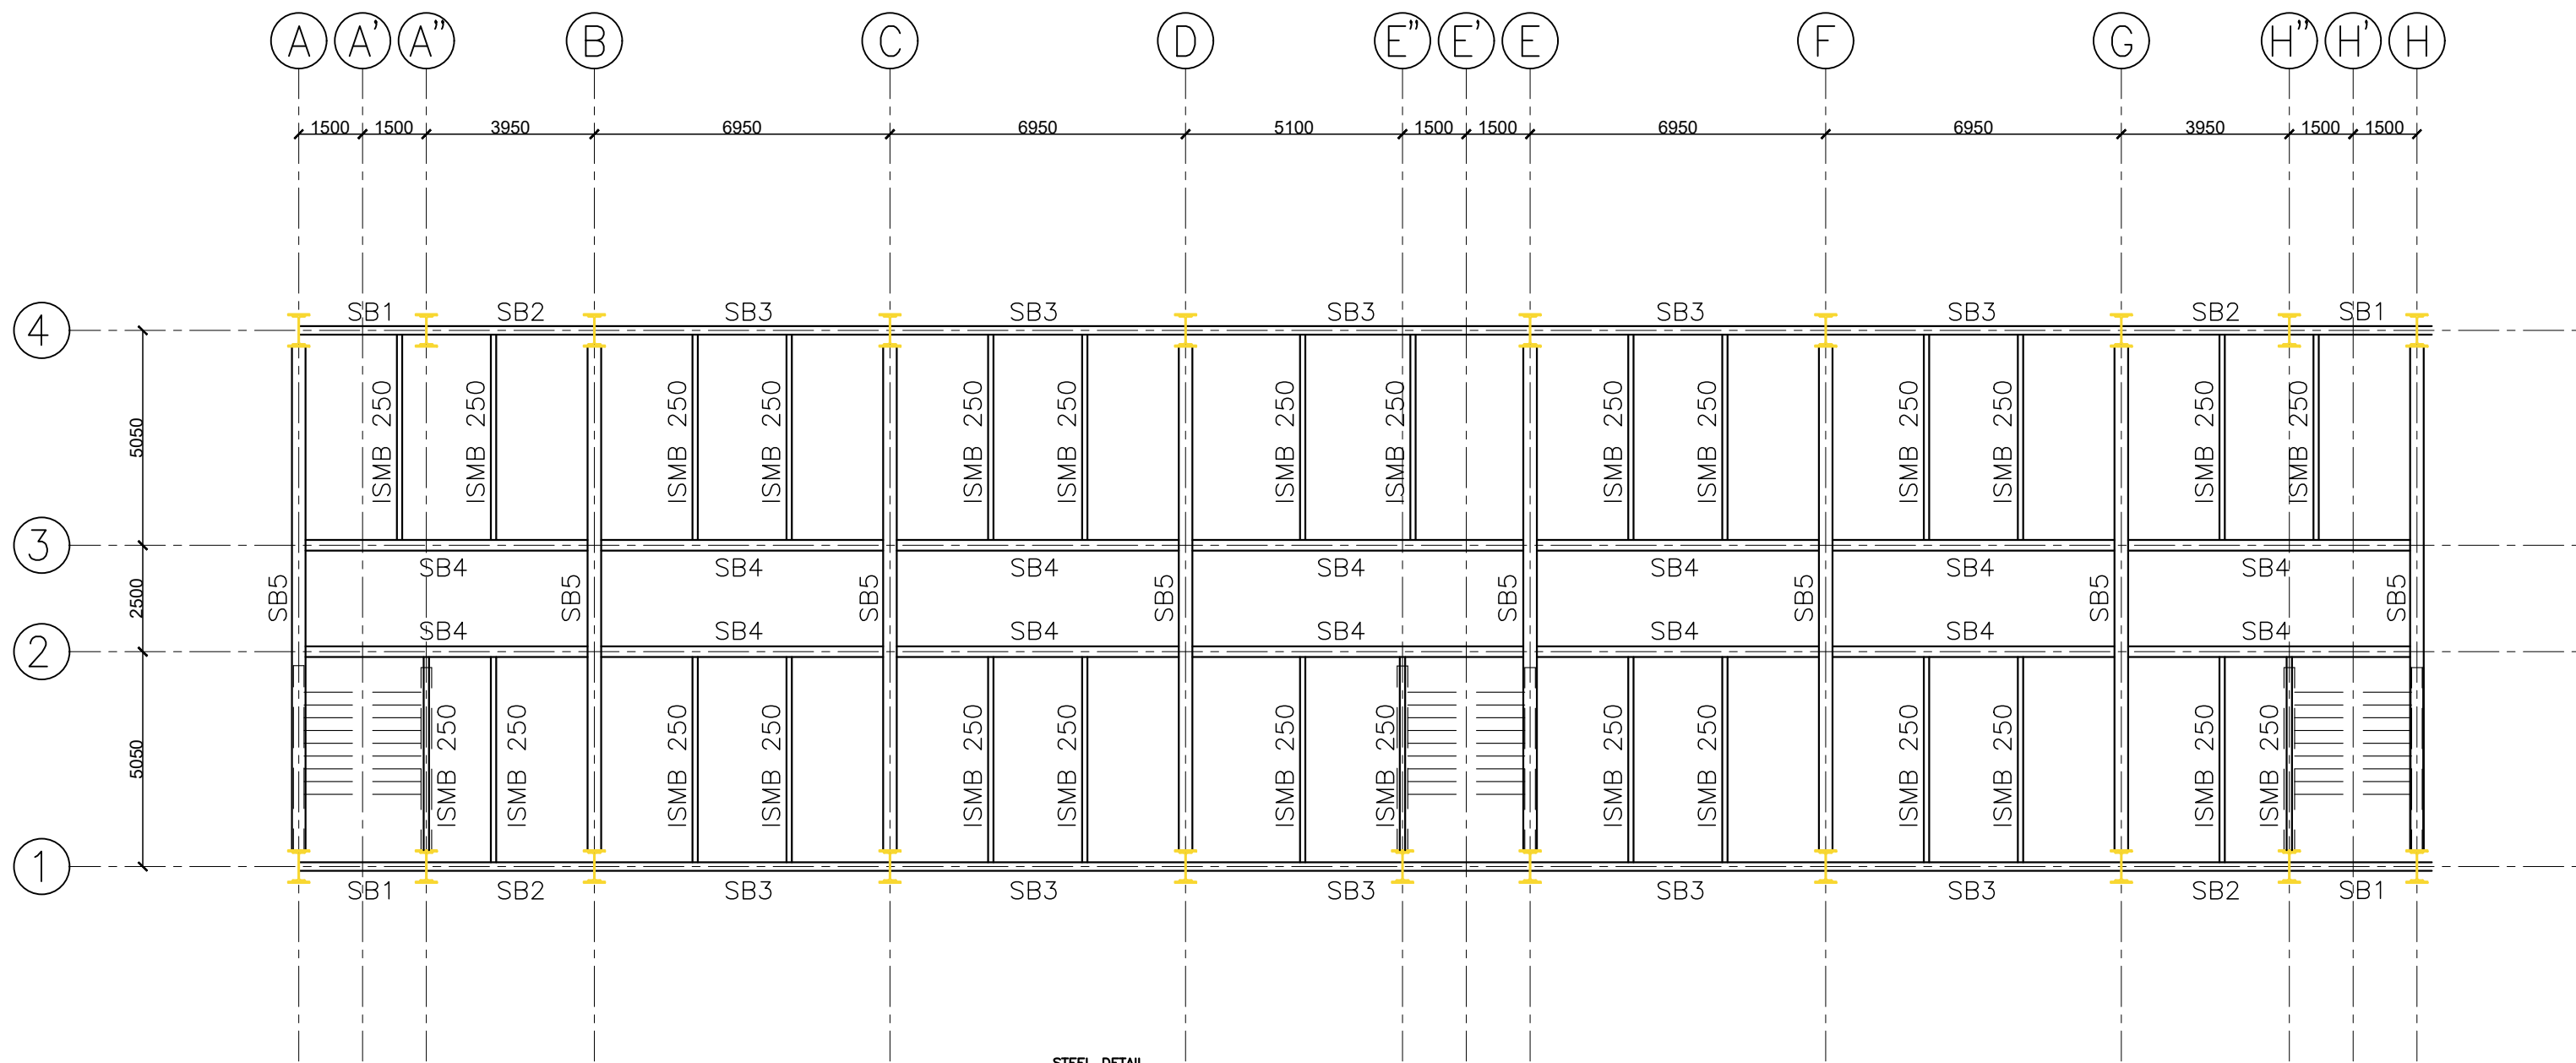 A A' A" B C D E" E' E F G H" H' H
1500 1500 3950 6950 6950 5100 1500 1500 6950 6950 3950 1500 1500
SB1 SB2 SB3 SB3 SB3 SB3 SB3 SB2 SB1
4
ISMB 250 ISMB 250 ISMB 250 ISMB 250 ISMB 250 ISMB 250 ISMB 250 ISMB 250 ISMB 250 ISMB 250 ISMB 250 ISMB 250 ISMB 250 ISMB 250
5050
3
SB4 SB4 SB4 SB4 SB4 SB4 SB4
2500
SB5 SB5 SB5 SB5 SB5 SB5 SB5 SB5
SB4 SB4 SB4 SB4 SB4 SB4 SB4
2
ISMB 250 ISMB 250 ISMB 250 ISMB 250 ISMB 250 ISMB 250 ISMB 250 ISMB 250 ISMB 250 ISMB 250 ISMB 250 ISMB 250 ISMB 250 ISMB 250
5050
1
SB1 SB2 SB3 SB3 SB3 SB3 SB3 SB2 SB1
STEEL DETAIL